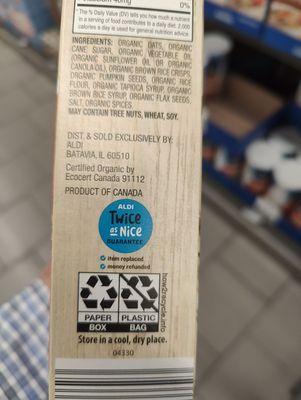 0%
* The % Daily Value (DV) tells you how much a nutrient
in a serving of food contributes to a daily diet. 2,000
calories a day is used for general nutrition advice.
INGREDIENTS: ORGANIC OATS, ORGANIC
CANE SUGAR, ORGANIC VEGETABLE OIL
(ORGANIC SUNFLOWER OIL OR ORGANIC
CANOLA OIL), ORGANIC BROWN RICE CRISPS,
ORGANIC PUMPKIN SEEDS, ORGANIC RICE
FLOUR, ORGANIC TAPIOCA SYRUP, ORGANIC
BROWN RICE SYRUP, ORGANIC FLAX SEEDS,
SALT, ORGANIC SPICES.
MAY CONTAIN TREE NUTS, WHEAT, SOY.
DIST. & SOLD EXCLUSIVELY BY:
ALDI
BATAVIA, IL 60510
Certified Organic by
Ecocert Canada 91112
PRODUCT OF CANADA
ALDI
Twice
as Nice
GUARANTEE
item replaced
money refunded
PAPER PLASTIC
BOX BAG
how2recycle.info
Store in a cool, dry place.
04330